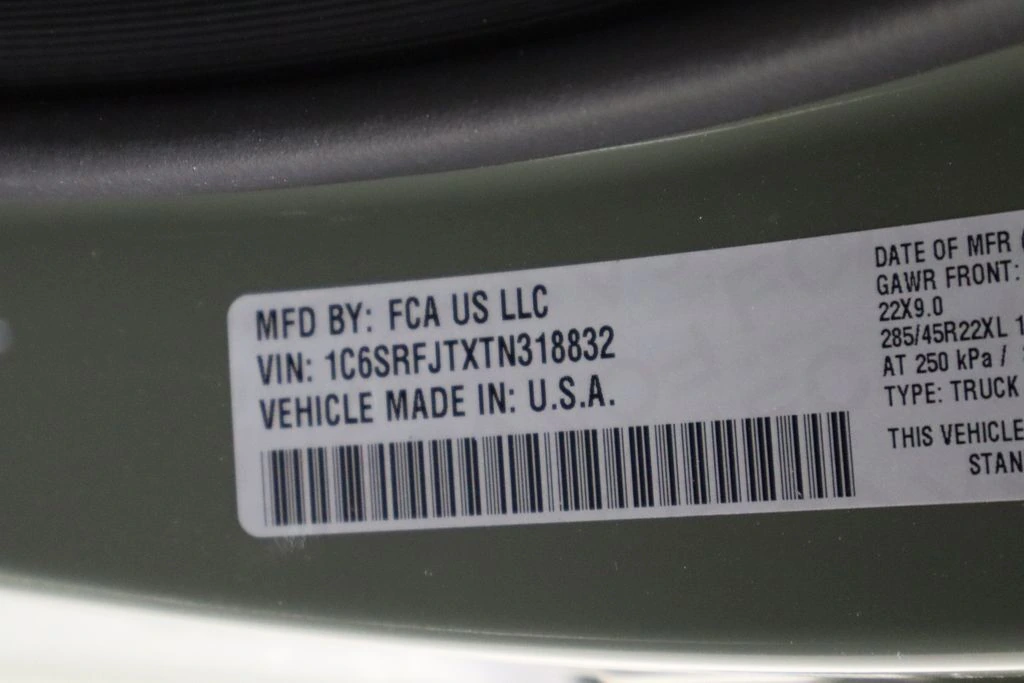 MFD BY: FCA US LLC
VIN: 1C6SRFJTXTN318832
VEHICLE MADE IN: U.S.A.
DATE OF MFR
GAWR FRONT:
22X9.0
285/45R22XL 1
AT 250 kPa /
TYPE: TRUCK
THIS VEHICLE
STAN